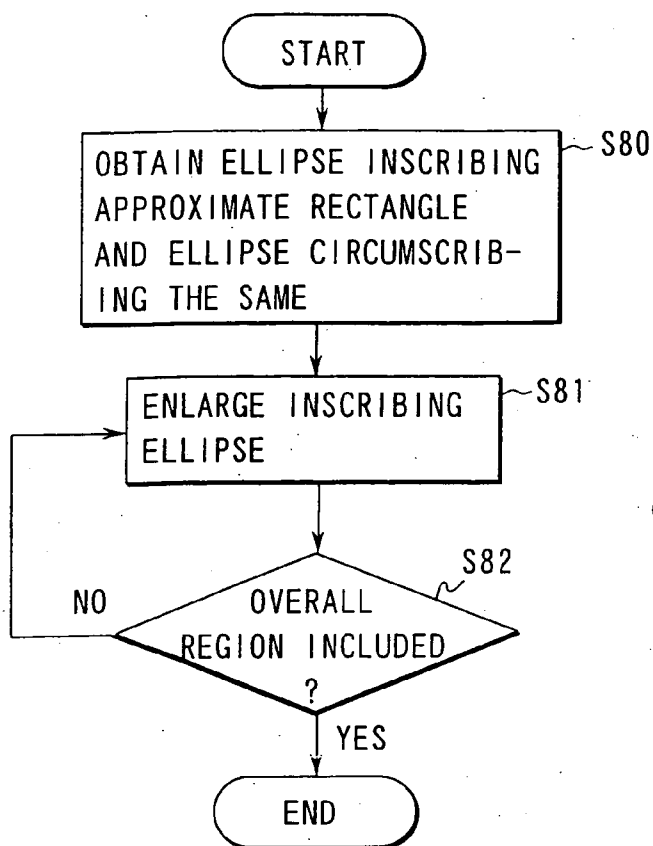 START
S80
OBTAIN ELLIPSE INSCRIBING
APPROXIMATE RECTANGLE
AND ELLIPSE CIRCUMSCRIB-
ING THE SAME
S81
ENLARGE INSCRIBING
ELLIPSE
S82
NO
OVERALL
REGION INCLUDED
?
YES
END